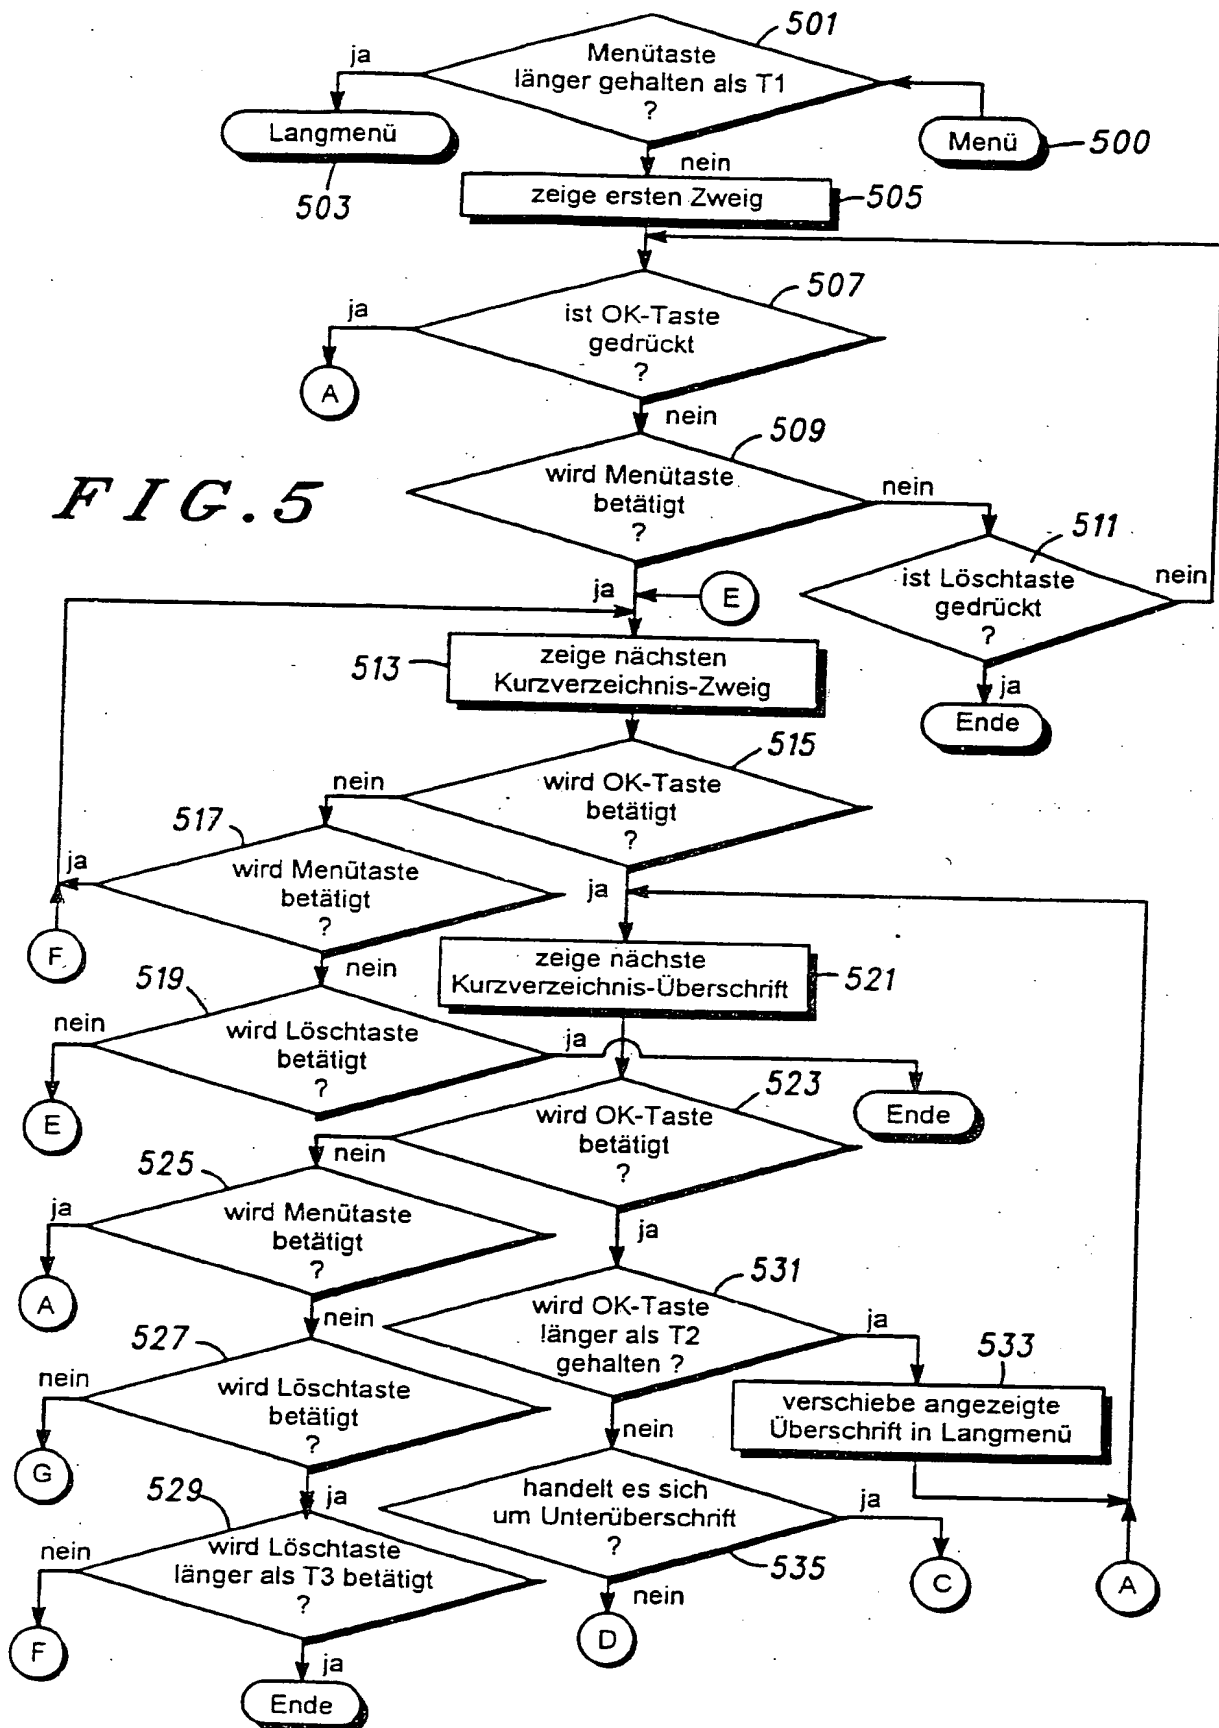 501
Menütaste
länger gehalten als T1
?
ja
Langmenü
503
Menü
500
nein
zeige ersten Zweig
505
507
ist OK-Taste
gedrückt
?
ja
A
nein
509
FIG. 5
wird Menütaste
betätigt
?
nein
511
ist Löschtaste
gedrückt
?
nein
ja
E
ja
Ende
513
zeige nächsten
Kurzverzeichnis-Zweig
515
wird OK-Taste
betätigt
?
nein
517
wird Menütaste
betätigt
?
ja
F
ja
nein
zeige nächste
Kurzverzeichnis-Überschrift
521
519
wird Löschtaste
betätigt
?
nein
E
ja
Ende
523
wird OK-Taste
betätigt
?
nein
525
wird Menütaste
betätigt
?
ja
A
ja
nein
531
wird OK-Taste
länger als T2
gehalten ?
ja
533
verschiebe angezeigte
Überschrift in Langmenü
527
wird Löschtaste
betätigt
?
nein
G
nein
ja
handelt es sich
um Unterüberschrift
?
ja
535
C
A
529
wird Löschtaste
länger als T3 betätigt
?
nein
F
nein
D
ja
Ende